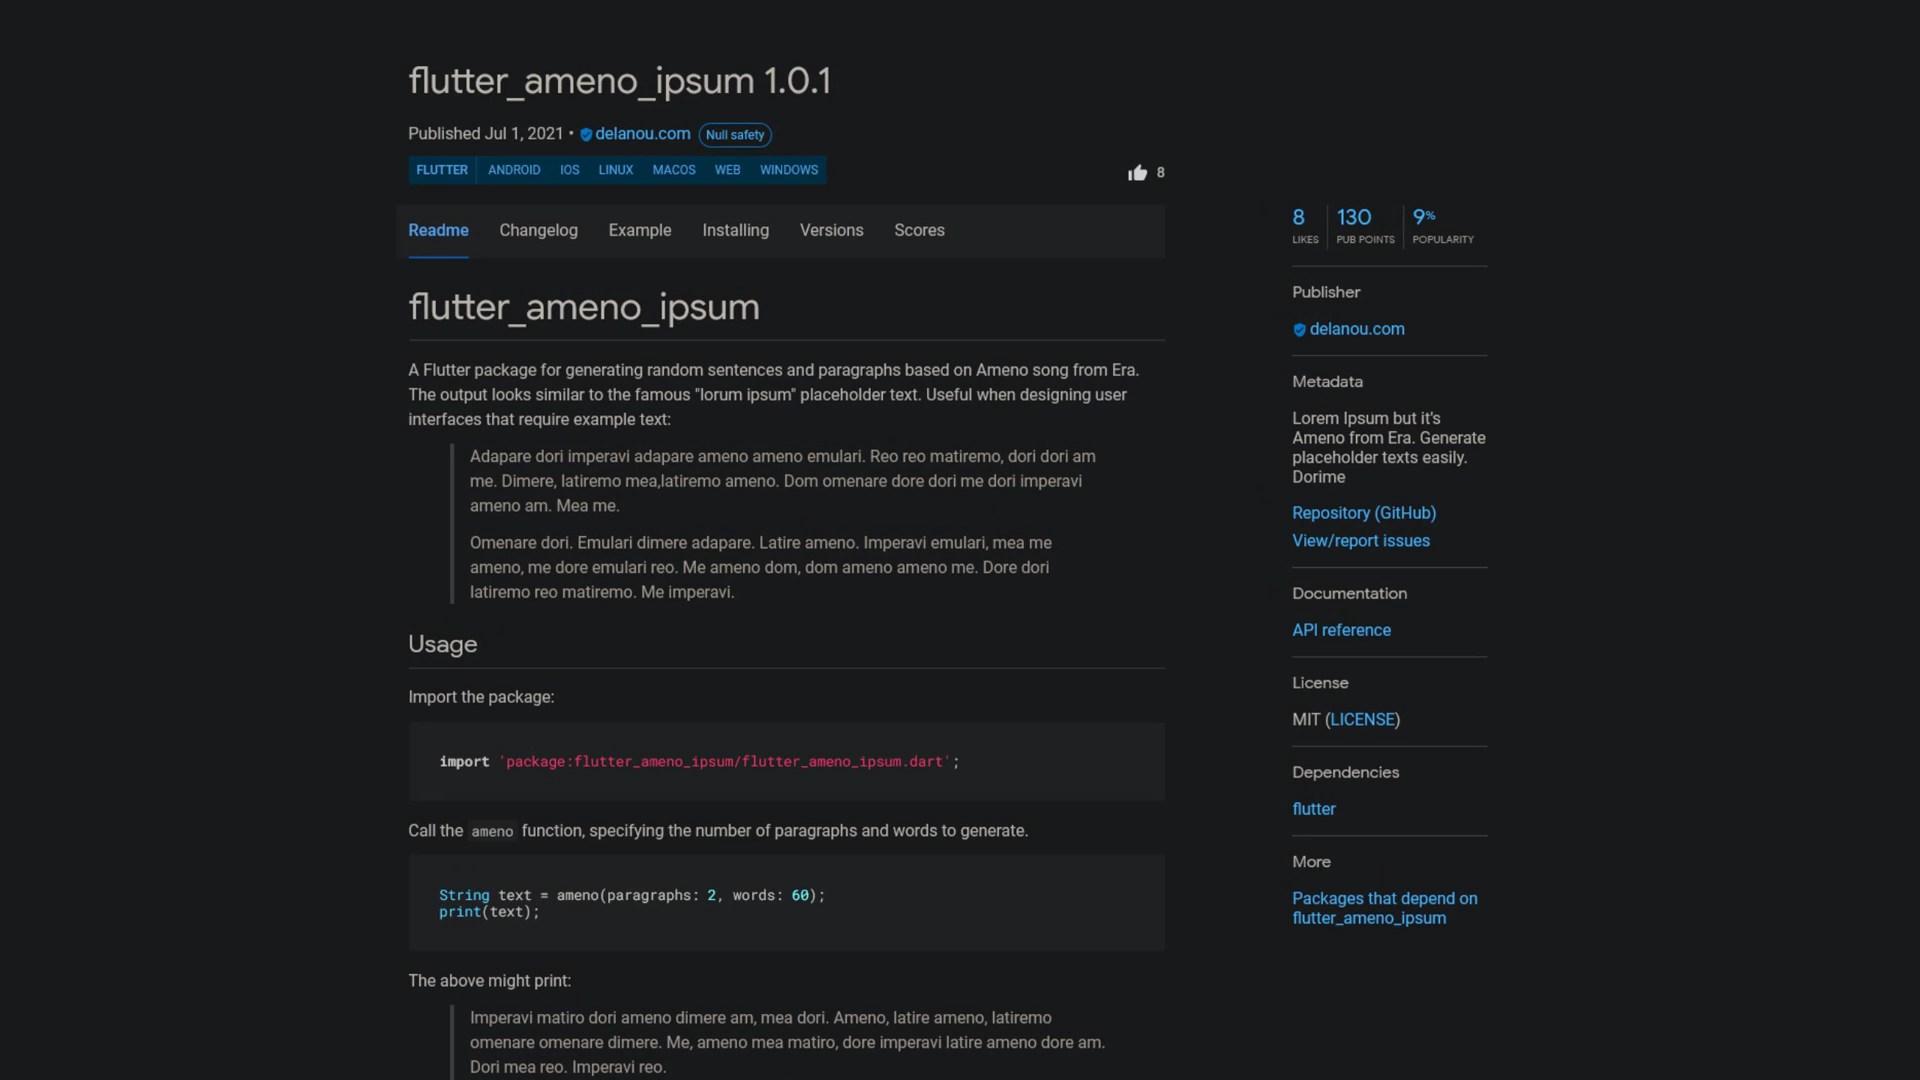 flutter_ameno_ipsum 1.0.1
Published Jul 1, 2021 • delanou.com Null safety
FLUTTER ANDROID IOS LINUX MACOS WEB WINDOWS
8
Readme Changelog Example Installing Versions Scores
flutter_ameno_ipsum
A Flutter package for generating random sentences and paragraphs based on Ameno song from Era.
The output looks similar to the famous "lorum ipsum" placeholder text. Useful when designing user
interfaces that require example text:
Adapare dori imperavi adapare ameno ameno emulari. Reo reo matiremo, dori dori am
me. Dimere, latiremo mea,latiremo ameno. Dom omenare dore dori me dori imperavi
ameno am. Mea me.
Omenare dori. Emulari dimere adapare. Latire ameno. Imperavi emulari, mea me
ameno, me dore emulari reo. Me ameno dom, dom ameno ameno me. Dore dori
latiremo reo matiremo. Me imperavi.
Usage
Import the package:
import 'package:flutter_ameno_ipsum/flutter_ameno_ipsum.dart';
Call the ameno function, specifying the number of paragraphs and words to generate.
String text = ameno(paragraphs: 2, words: 60);
print(text);
The above might print:
Imperavi matiro dori ameno dimere am, mea dori. Ameno, latire ameno, latiremo
omenare omenare dimere. Me, ameno mea matiro, dore imperavi latire ameno dore am.
Dori mea reo. Imperavi reo.
8 130 9%
LIKES PUB POINTS POPULARITY
Publisher
delanou.com
Metadata
Lorem Ipsum but it's
Ameno from Era. Generate
placeholder texts easily.
Dorime
Repository (GitHub)
View/report issues
Documentation
API reference
License
MIT (LICENSE)
Dependencies
flutter
More
Packages that depend on
flutter_ameno_ipsum